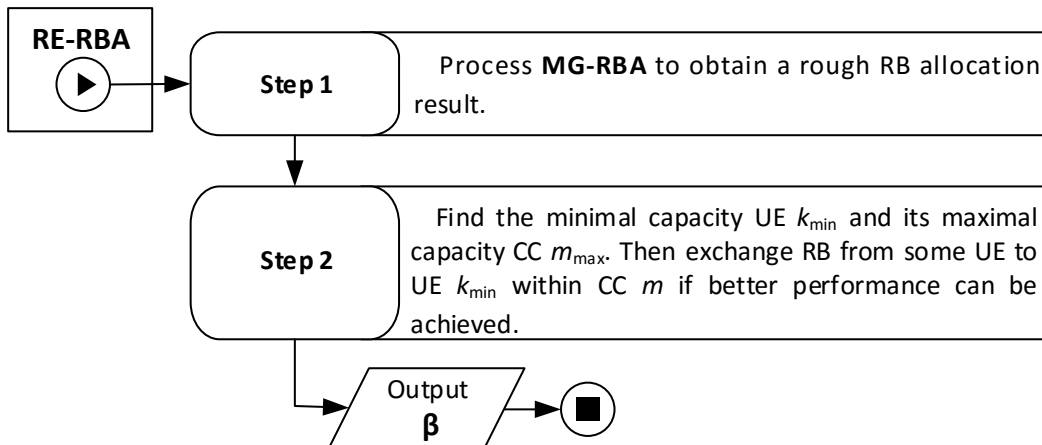 RE-RBA
Step 1
Process MG-RBA to obtain a rough RB allocation
result.
Step 2
Find the minimal capacity UE kmin and its maximal
capacity CC mmax. Then exchange RB from some UE to
UE kmin within CC m if better performance can be
achieved.
Output
β